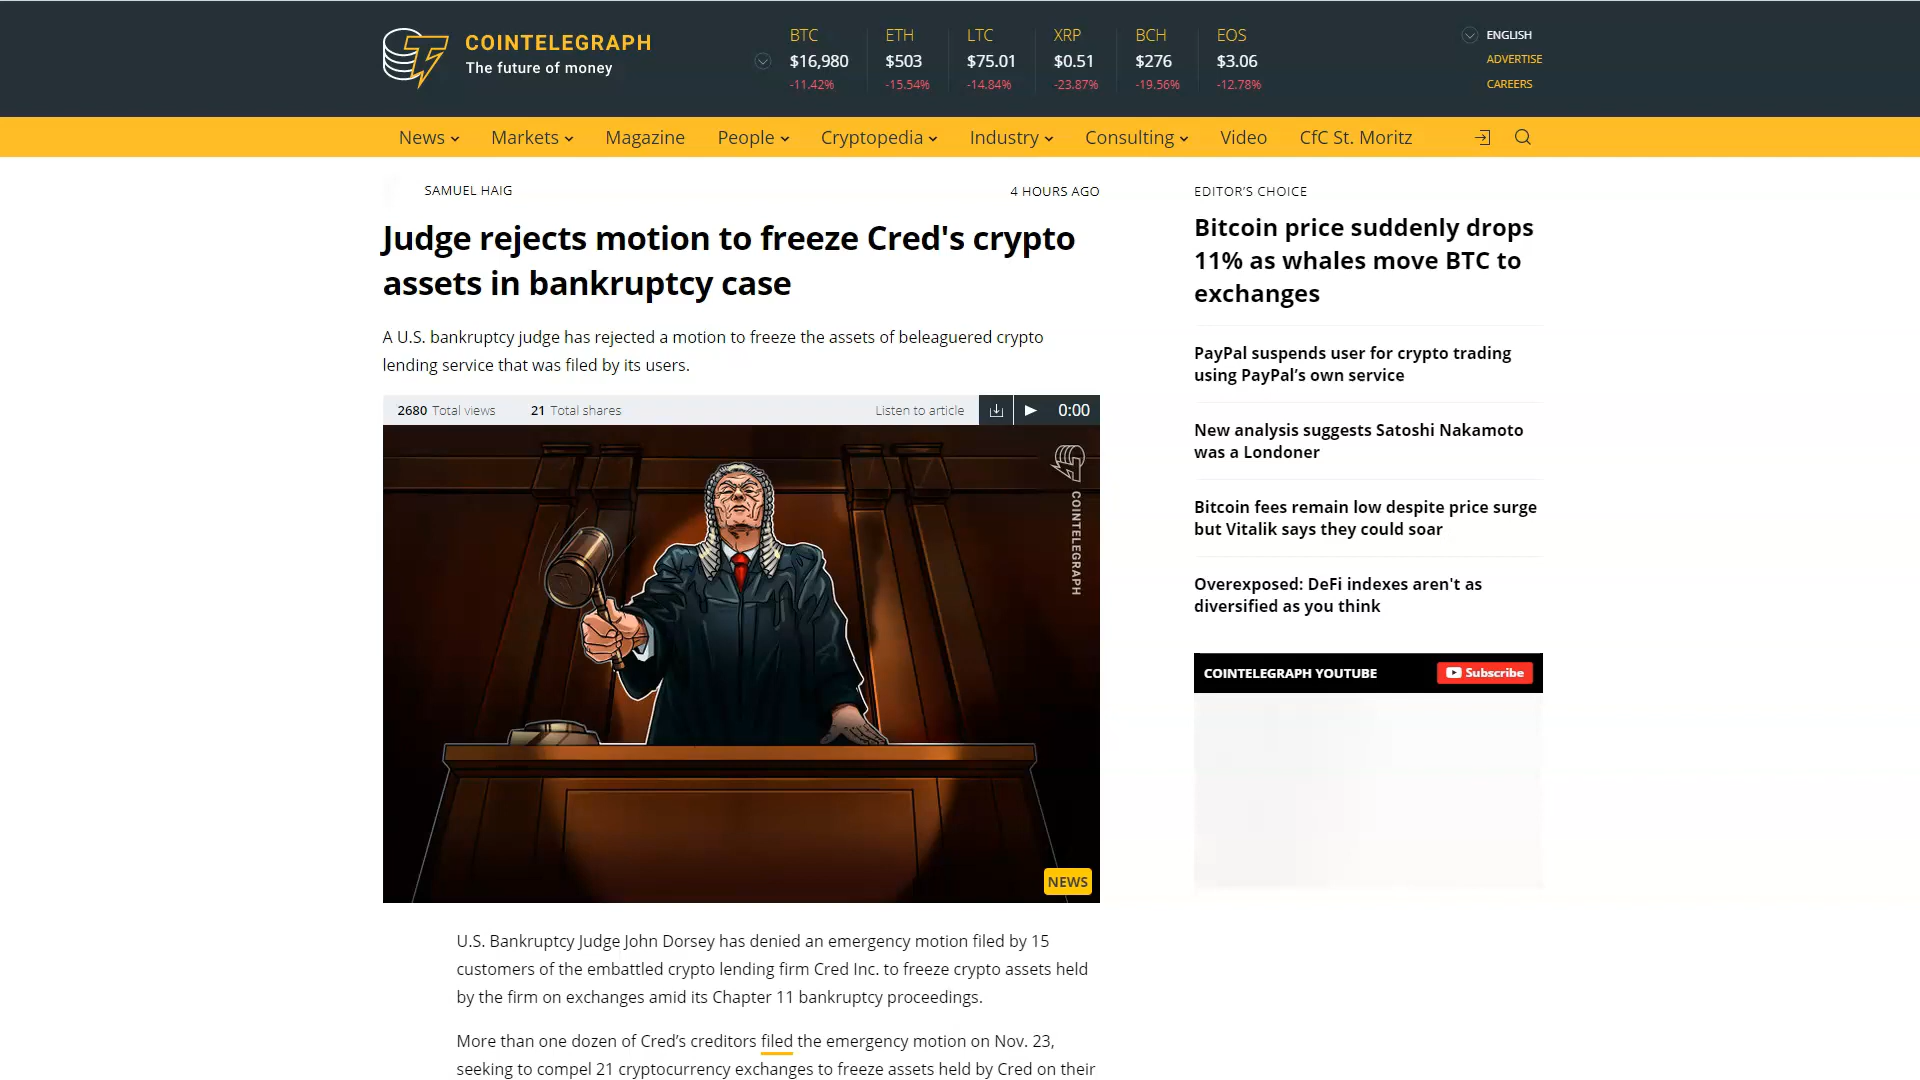 COINTELEGRAPH
The future of money
BTC
$16,980
-11.42%
ETH
$503
-15.54%
LTC
$75.01
-14.84%
XRP
$0.51
-23.87%
BCH
$276
-19.56%
EOS
$3.06
-12.78%
ENGLISH
ADVERTISE
CAREERS
News
Markets
Magazine
People
Cryptopedia
Industry
Consulting
Video
CfC St. Moritz
SAMUEL HAIG
4 HOURS AGO
Judge rejects motion to freeze Cred's crypto
assets in bankruptcy case
A U.S. bankruptcy judge has rejected a motion to freeze the assets of beleaguered crypto
lending service that was filed by its users.
2680 Total views
21 Total shares
Listen to article
0:00
COINTELEGRAPH
NEWS
U.S. Bankruptcy Judge John Dorsey has denied an emergency motion filed by 15
customers of the embattled crypto lending firm Cred Inc. to freeze crypto assets held
by the firm on exchanges amid its Chapter 11 bankruptcy proceedings.
More than one dozen of Cred’s creditors filed the emergency motion on Nov. 23,
seeking to compel 21 cryptocurrency exchanges to freeze assets held by Cred on their
EDITOR’S CHOICE
Bitcoin price suddenly drops
11% as whales move BTC to
exchanges
PayPal suspends user for crypto trading
using PayPal’s own service
New analysis suggests Satoshi Nakamoto
was a Londoner
Bitcoin fees remain low despite price surge
but Vitalik says they could soar
Overexposed: DeFi indexes aren't as
diversified as you think
COINTELEGRAPH YOUTUBE
Subscribe